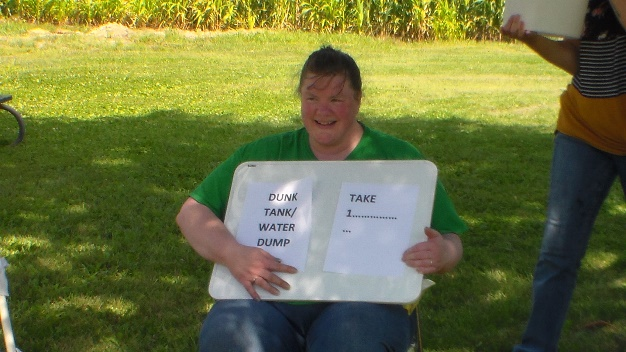 DUNK
TANK/
WATER
DUMP
TAKE
1……………
…